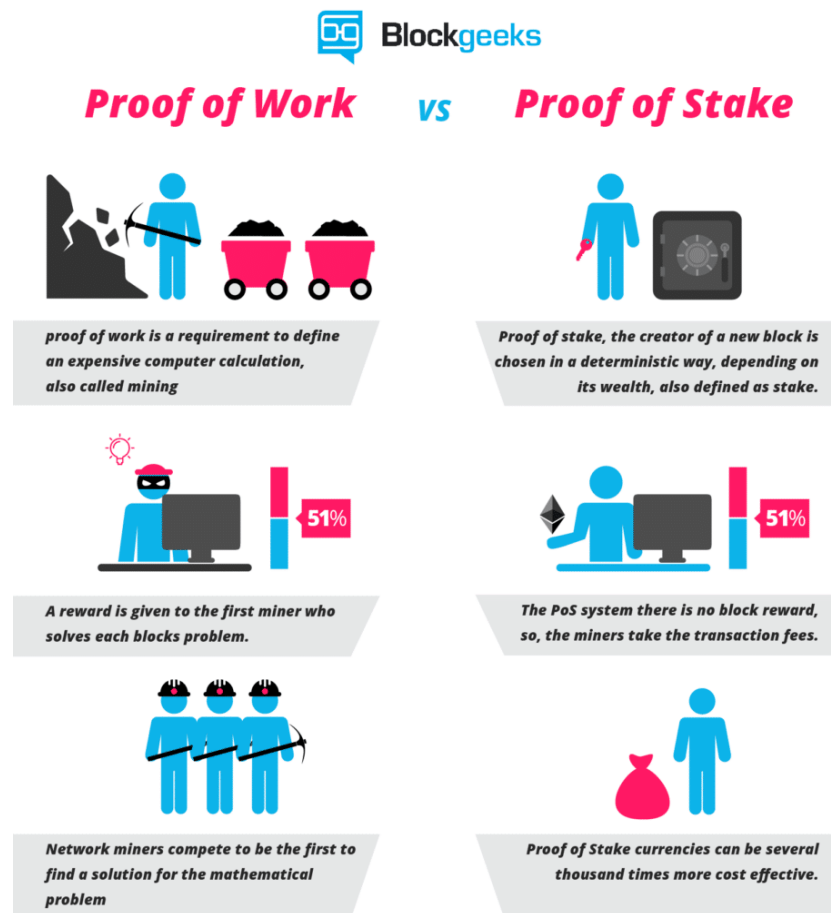 Blockgeeks
Proof of Work vs Proof of Stake
proof of work is a requirement to define
an expensive computer calculation,
also called mining
Proof of stake, the creator of a new block is
chosen in a deterministic way, depending on
its wealth, also defined as stake.
51%
51%
A reward is given to the first miner who
solves each blocks problem.
The PoS system there is no block reward,
so, the miners take the transaction fees.
Network miners compete to be the first to
find a solution for the mathematical
problem
Proof of Stake currencies can be several
thousand times more cost effective.